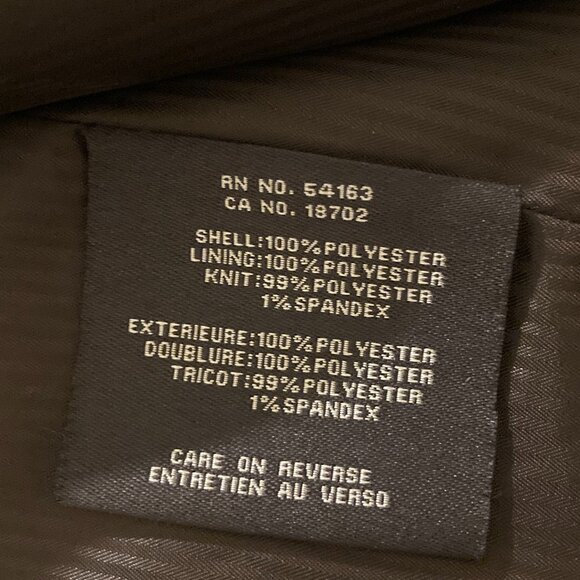 RN NO. 54163
CA NO. 18702
SHELL:100%POLYESTER
LINING:100%POLYESTER
KNIT:99%POLYESTER
1%SPANDEX
EXTERIEURE:100%POLYESTER
DOUBLURE:100%POLYESTER
TRICOT:99%POLYESTER
1%SPANDEX
CARE ON REVERSE
ENTRETIEN AU VERSO